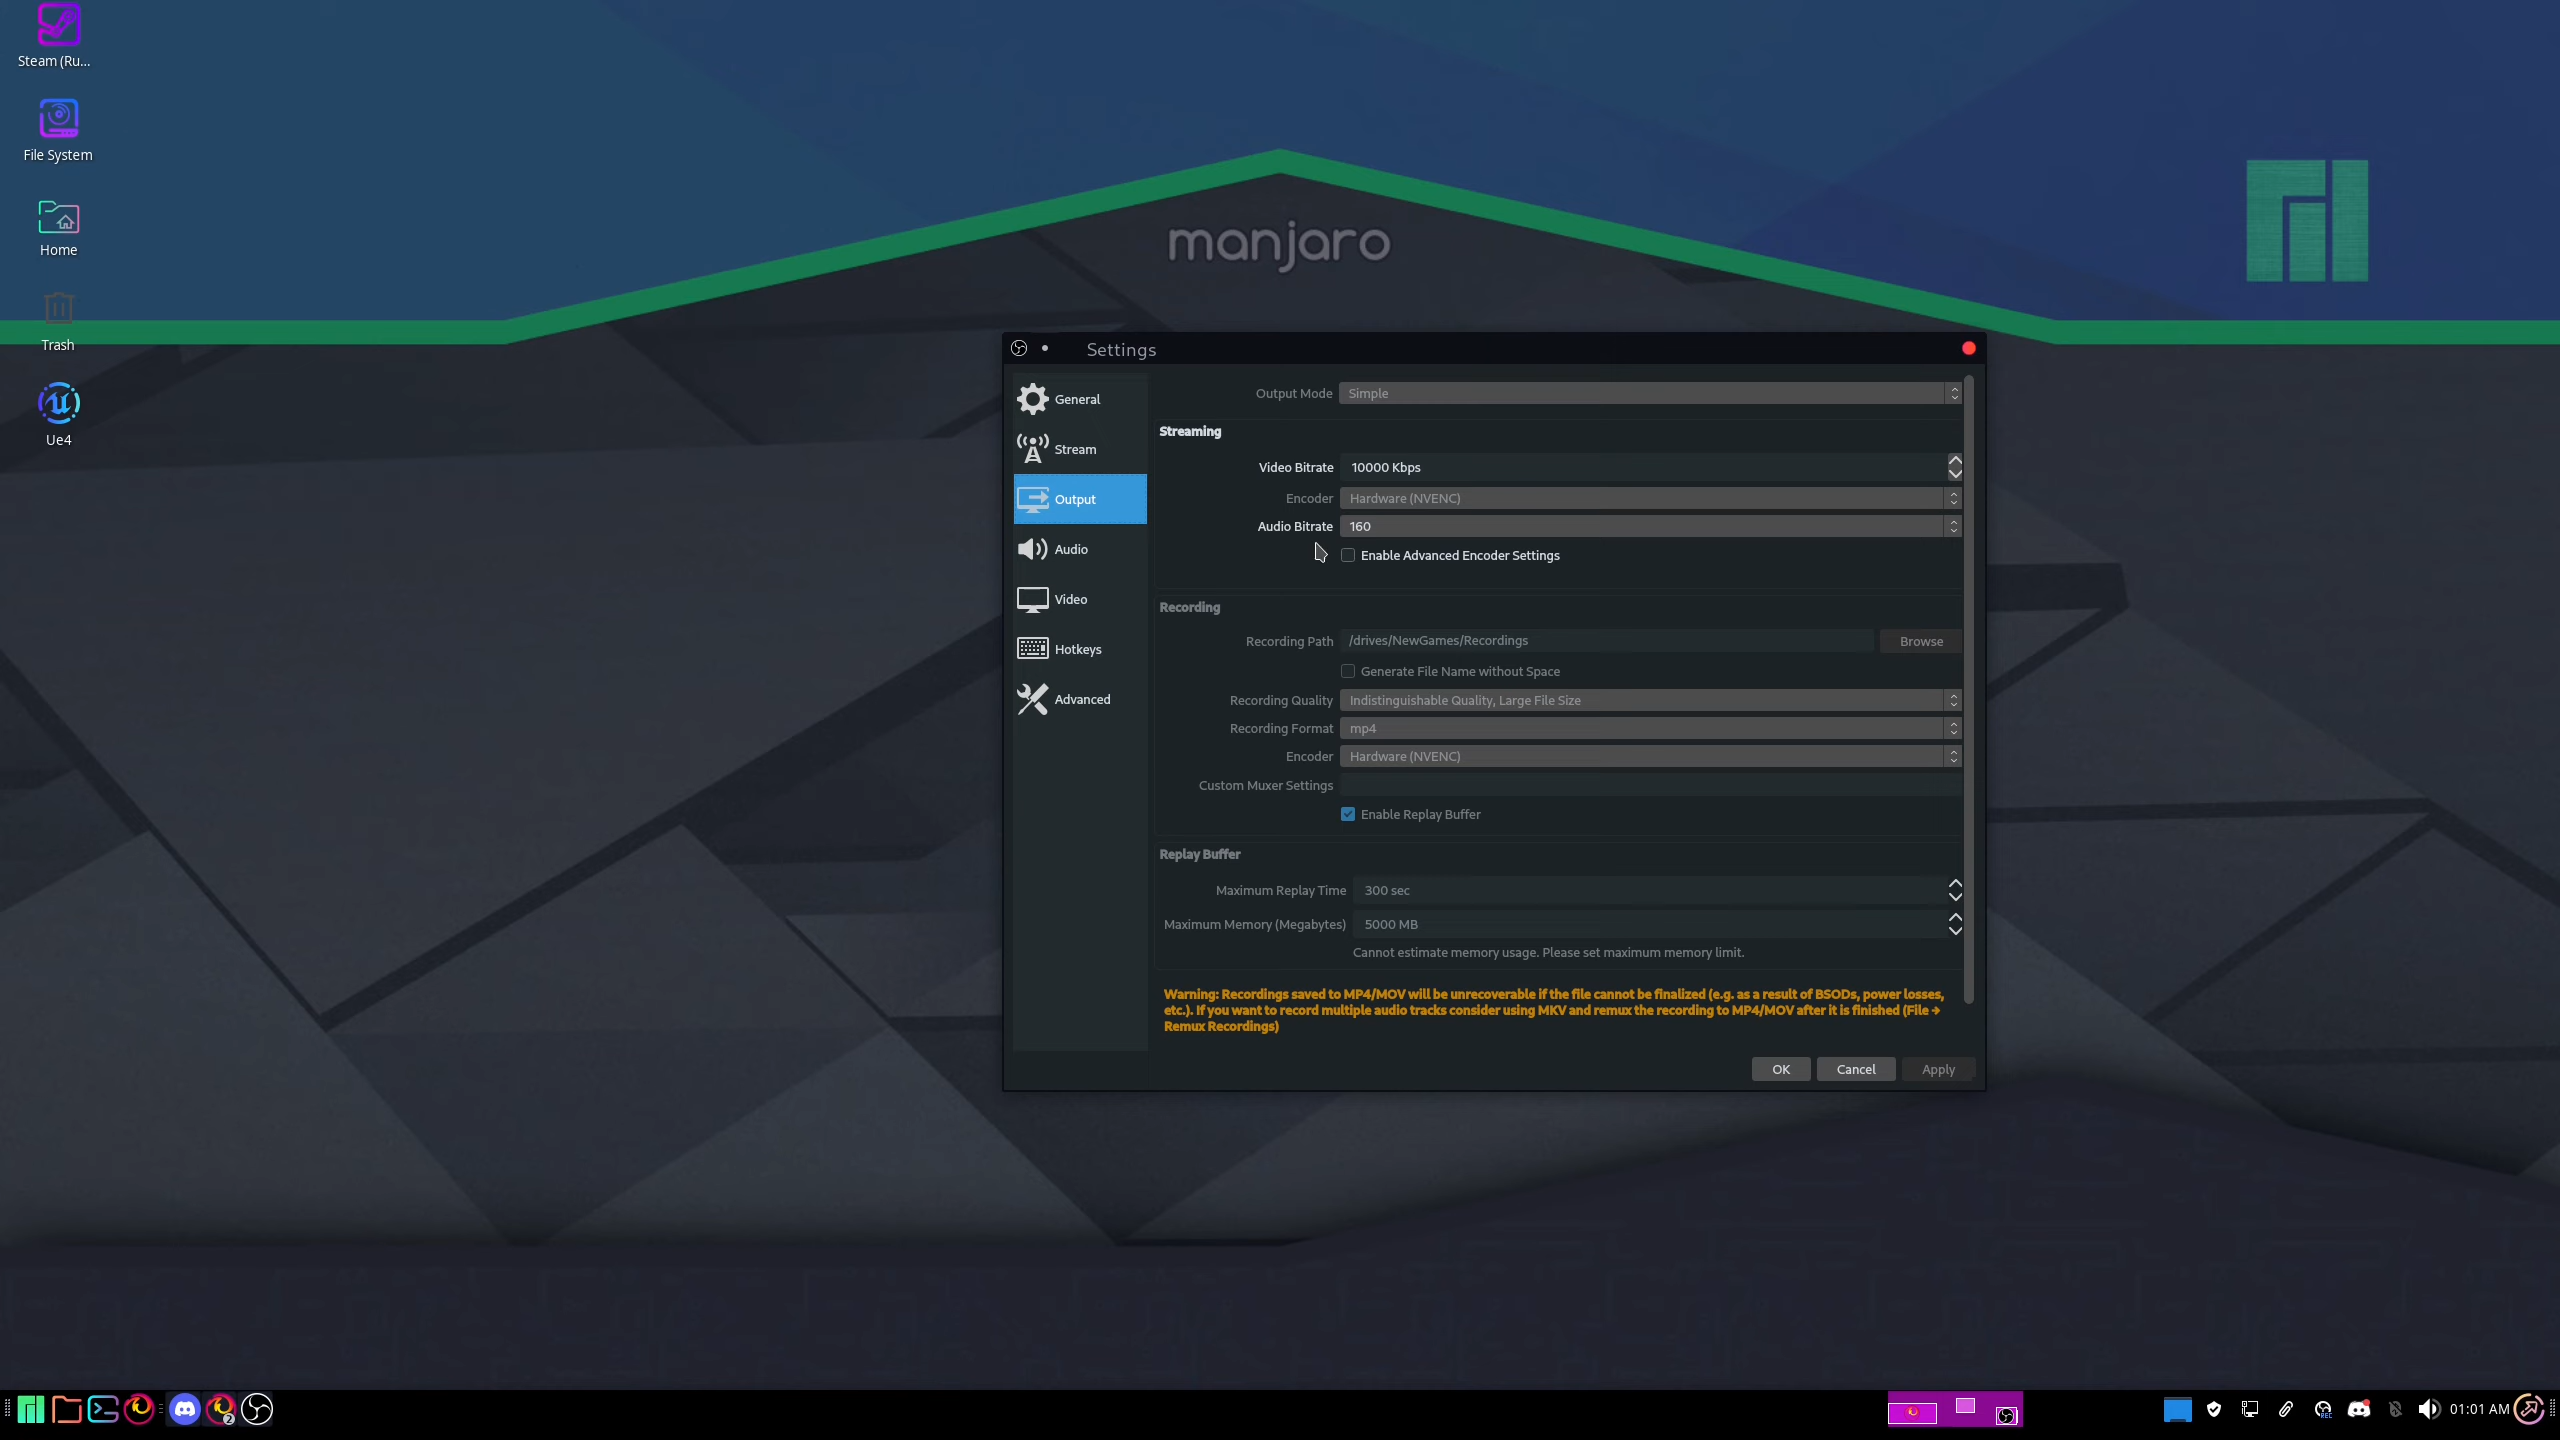 Steam (Ru...
File System
Home
Trash
Ue4
manjaro
Settings
General
Stream
Output
Audio
Video
Hotkeys
Advanced
Output Mode Simple
Streaming
Video Bitrate 10000 Kbps
Encoder Hardware (NVENC)
Audio Bitrate 160
Enable Advanced Encoder Settings
Recording
Recording Path /drives/NewGames/Recordings Browse
Generate File Name without Space
Recording Quality Indistinguishable Quality, Large File Size
Recording Format mp4
Encoder Hardware (NVENC)
Custom Muxer Settings
Enable Replay Buffer
Replay Buffer
Maximum Replay Time 300 sec
Maximum Memory (Megabytes) 5000 MB
Cannot estimate memory usage. Please set maximum memory limit.
Warning: Recordings saved to MP4/MOV will be unrecoverable if the file cannot be finalized (e.g. as a result of BSODs, power losses,
etc.). If you want to record multiple audio tracks consider using MKV and remux the recording to MP4/MOV after it is finished (File →
Remux Recordings)
OK Cancel Apply
2
REC
01:01 AM